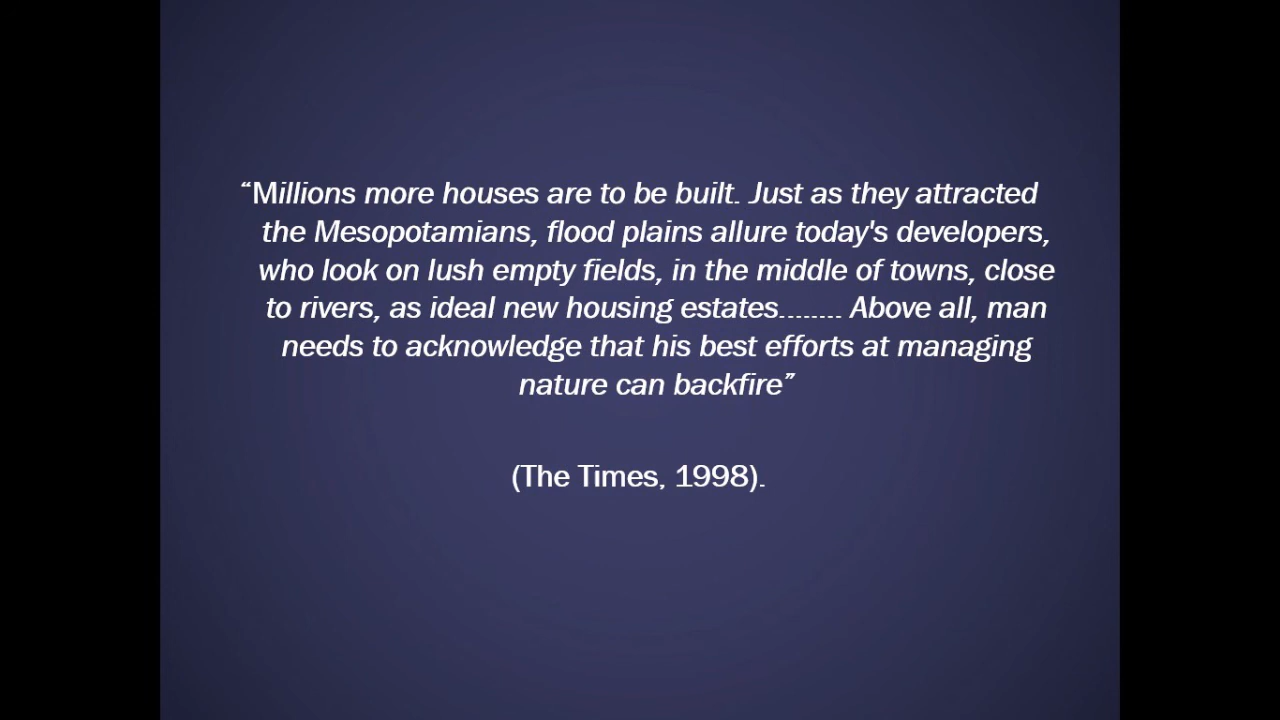 “Millions more houses are to be built. Just as they attracted
the Mesopotamians, flood plains allure today's developers,
who look on lush empty fields, in the middle of towns, close
to rivers, as ideal new housing estates........ Above all, man
needs to acknowledge that his best efforts at managing
nature can backfire”
(The Times, 1998).